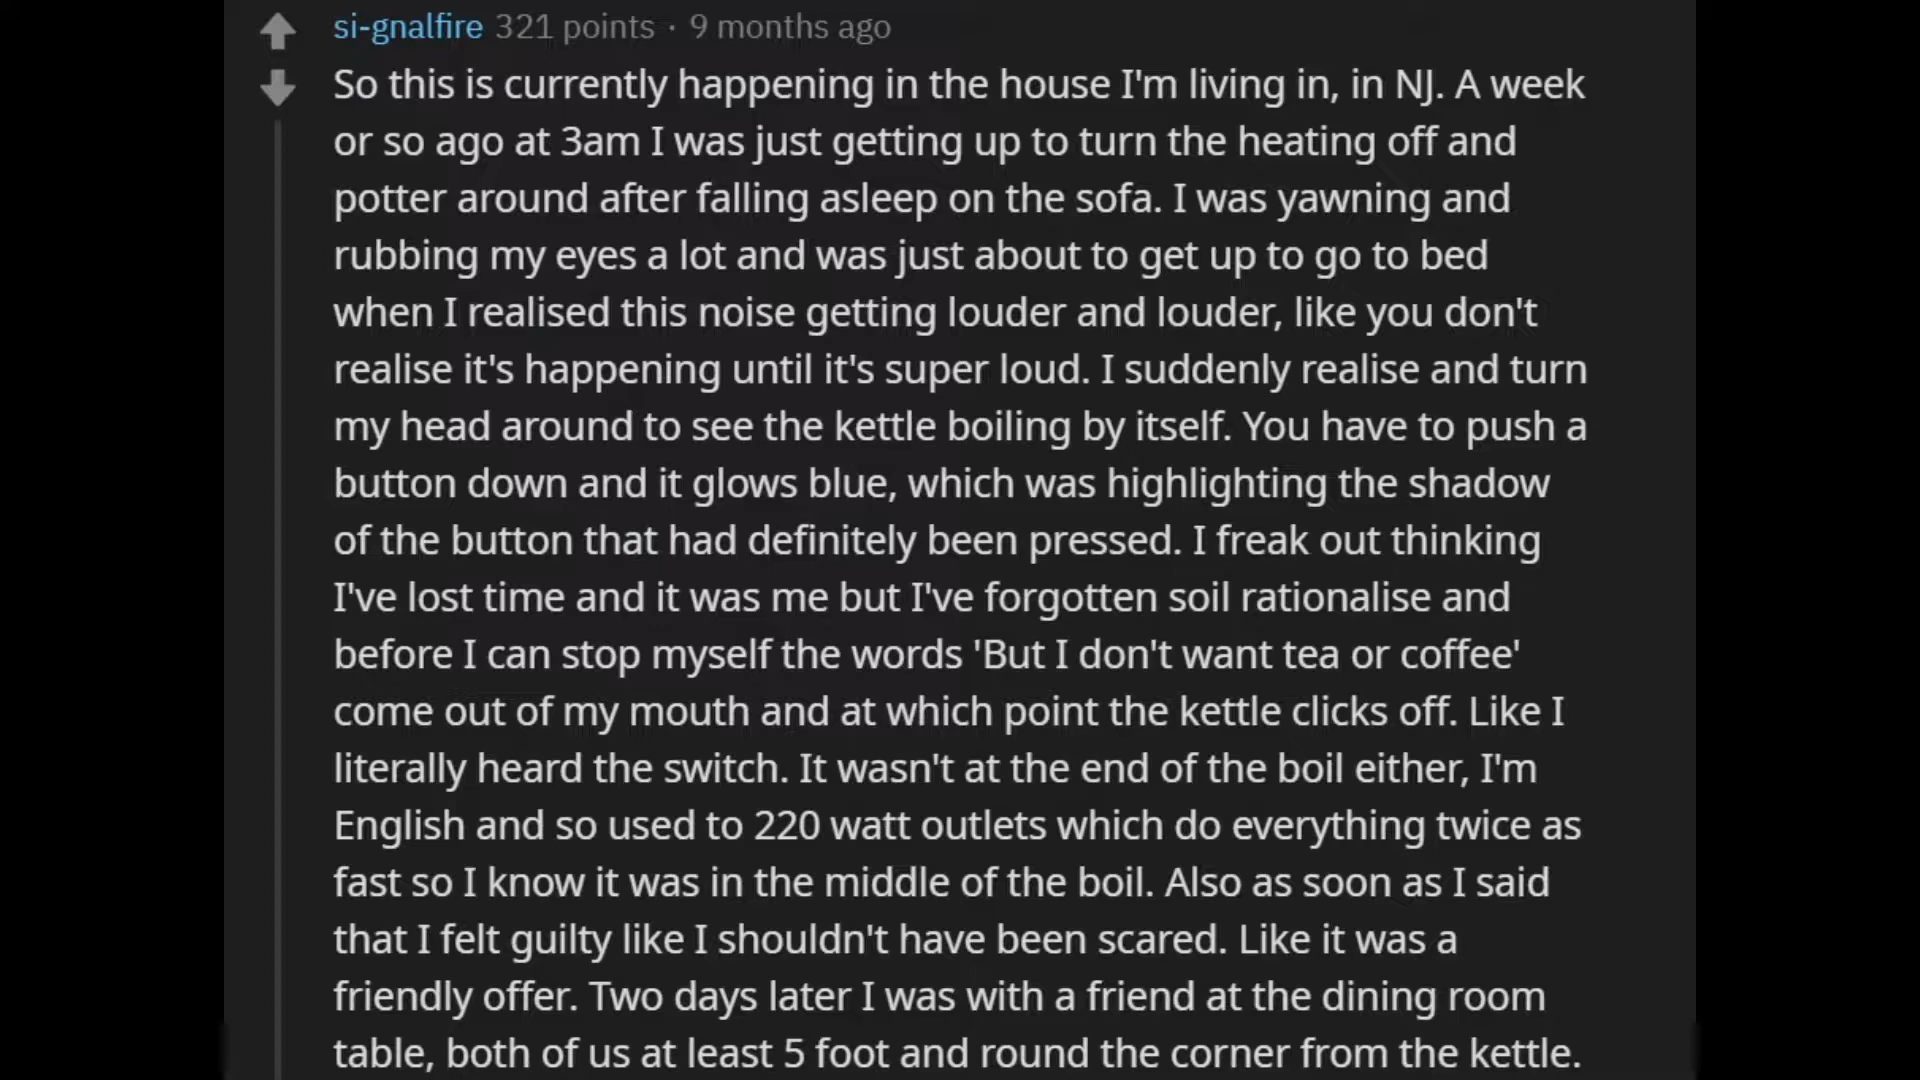 si-gnalfire 321 points · 9 months ago
So this is currently happening in the house I'm living in, in NJ. A week
or so ago at 3am I was just getting up to turn the heating off and
potter around after falling asleep on the sofa. I was yawning and
rubbing my eyes a lot and was just about to get up to go to bed
when I realised this noise getting louder and louder, like you don't
realise it's happening until it's super loud. I suddenly realise and turn
my head around to see the kettle boiling by itself. You have to push a
button down and it glows blue, which was highlighting the shadow
of the button that had definitely been pressed. I freak out thinking
I've lost time and it was me but I've forgotten soil rationalise and
before I can stop myself the words 'But I don't want tea or coffee'
come out of my mouth and at which point the kettle clicks off. Like I
literally heard the switch. It wasn't at the end of the boil either, I'm
English and so used to 220 watt outlets which do everything twice as
fast so I know it was in the middle of the boil. Also as soon as I said
that I felt guilty like I shouldn't have been scared. Like it was a
friendly offer. Two days later I was with a friend at the dining room
table, both of us at least 5 foot and round the corner from the kettle.